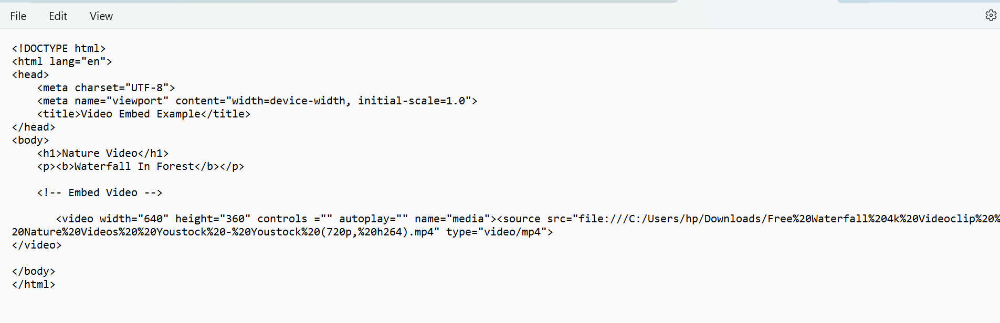 File Edit View
<!DOCTYPE html>
<html lang="en">
<head>
    <meta charset="UTF-8">
    <meta name="viewport" content="width=device-width, initial-scale=1.0">
    <title>Video Embed Example</title>
</head>
<body>
    <h1>Nature Video</h1>
    <p><b>Waterfall In Forest</b></p>
    <!-- Embed Video -->
       <video width="640" height="360" controls ="" autoplay="" name="media"><source src="file:///C:/Users/hp/Downloads/Free%20Waterfall%204k%20Videoclip%20%
20Nature%20Videos%20%20Youstock%20-%20Youstock%20(720p,%20h264).mp4" type="video/mp4">
</video>
</body>
</html>